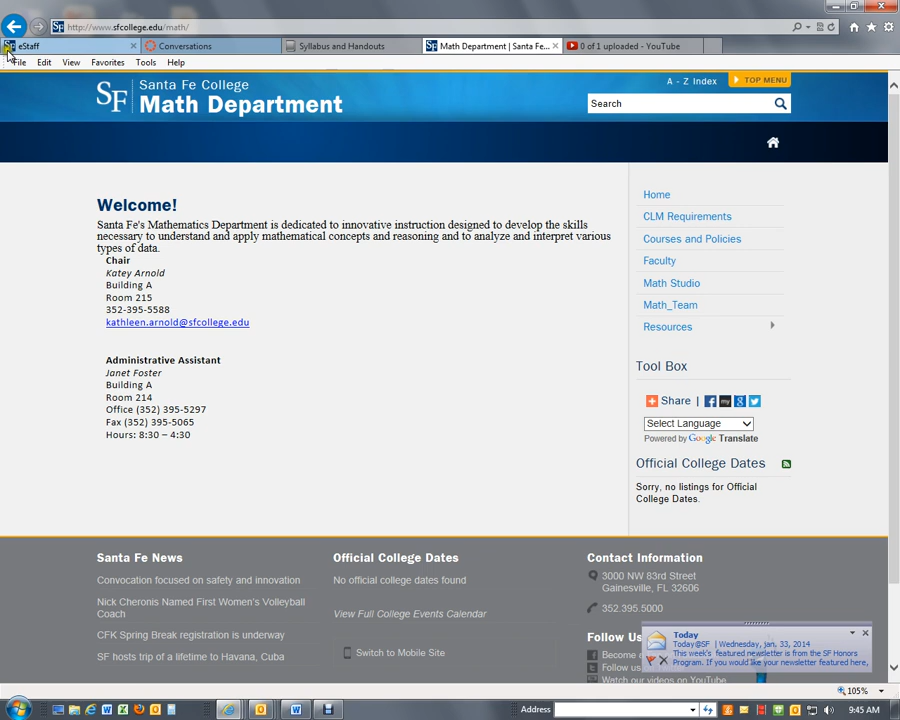 http://www.sfcollege.edu/math/
eStaff
Conversations
Syllabus and Handouts
Math Department | Santa Fe...
0 of 1 uploaded - YouTube
File Edit View Favorites Tools Help
A - Z Index
TOP MENU
SF
Santa Fe College
Math Department
Search
Welcome!
Santa Fe's Mathematics Department is dedicated to innovative instruction designed to develop the skills
necessary to understand and apply mathematical concepts and reasoning and to analyze and interpret various
types of data.
Chair
Katey Arnold
Building A
Room 215
352-395-5588
kathleen.arnold@sfcollege.edu
Administrative Assistant
Janet Foster
Building A
Room 214
Office (352) 395-5297
Fax (352) 395-5065
Hours: 8:30 – 4:30
Home
CLM Requirements
Courses and Policies
Faculty
Math Studio
Math_Team
Resources
Tool Box
Share |
Select Language
Powered by Google Translate
Official College Dates
Sorry, no listings for Official
College Dates.
Santa Fe News
Convocation focused on safety and innovation
Nick Cheronis Named First Women's Volleyball
Coach
CFK Spring Break registration is underway
SF hosts trip of a lifetime to Havana, Cuba
Official College Dates
No official college dates found
View Full College Events Calendar
Switch to Mobile Site
Contact Information
3000 NW 83rd Street
Gainesville, FL 32606
352.395.5000
Follow Us
Become
Follow us
Watch our videos on YouTube
Today
Today@SF | Wednesday, jan. 33, 2014
This week's featured newsletter is from the SF Honors
Program. If you would like your newsletter featured here,
105%
Address
9:45 AM